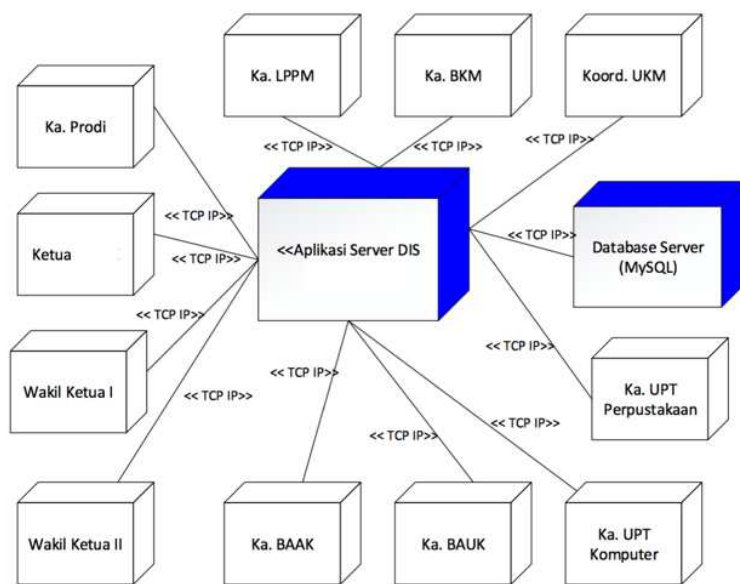 Ka. LPPM
Ka. BKM
Koord. UKM
Ka. Prodi
<< TCP IP>>
<< TCP IP>>
<< TCP IP>>
<< TCP IP>>
Ketua
<< TCP IP>>
<<Aplikasi Server DIS
<< TCP IP>>
Database Server
(MySQL)
<< TCP IP>>
<< TCP IP>>
<< TCP IP>>
Wakil Ketua I
Ka. UPT
Perpustakaan
<< TCP IP>>
<< TCP IP>>
<< TCP IP>>
Wakil Ketua II
Ka. BAAK
Ka. BAUK
Ka. UPT
Komputer